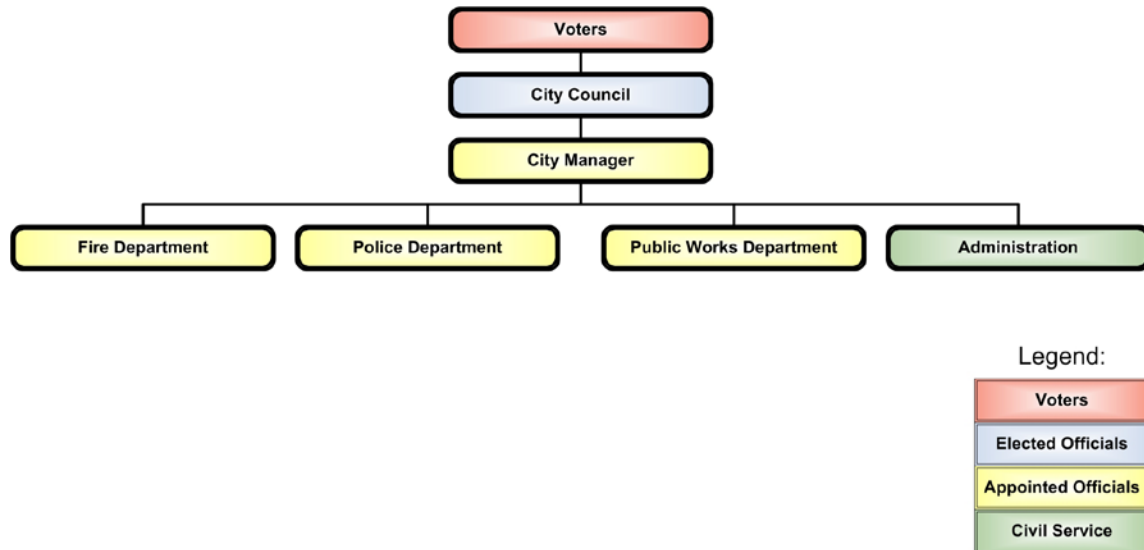 Voters
City Council
City Manager
Fire Department
Police Department
Public Works Department
Administration
Legend:
Voters
Elected Officials
Appointed Officials
Civil Service